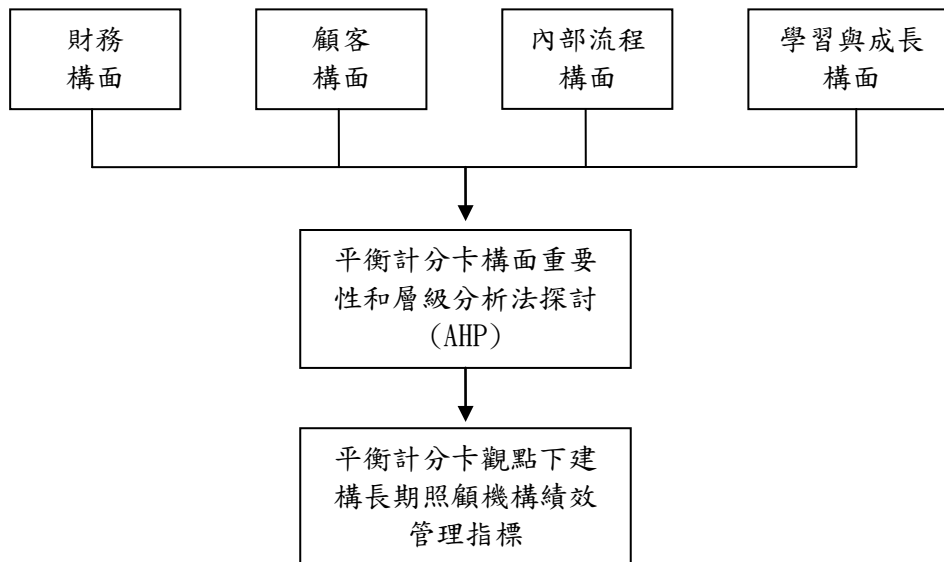 財務
構面
顧客
構面
內部流程
構面
學習與成長
構面
平衡計分卡構面重要
性和層級分析法探討
(AHP)
平衡計分卡觀點下建
構長期照顧機構績效
管理指標